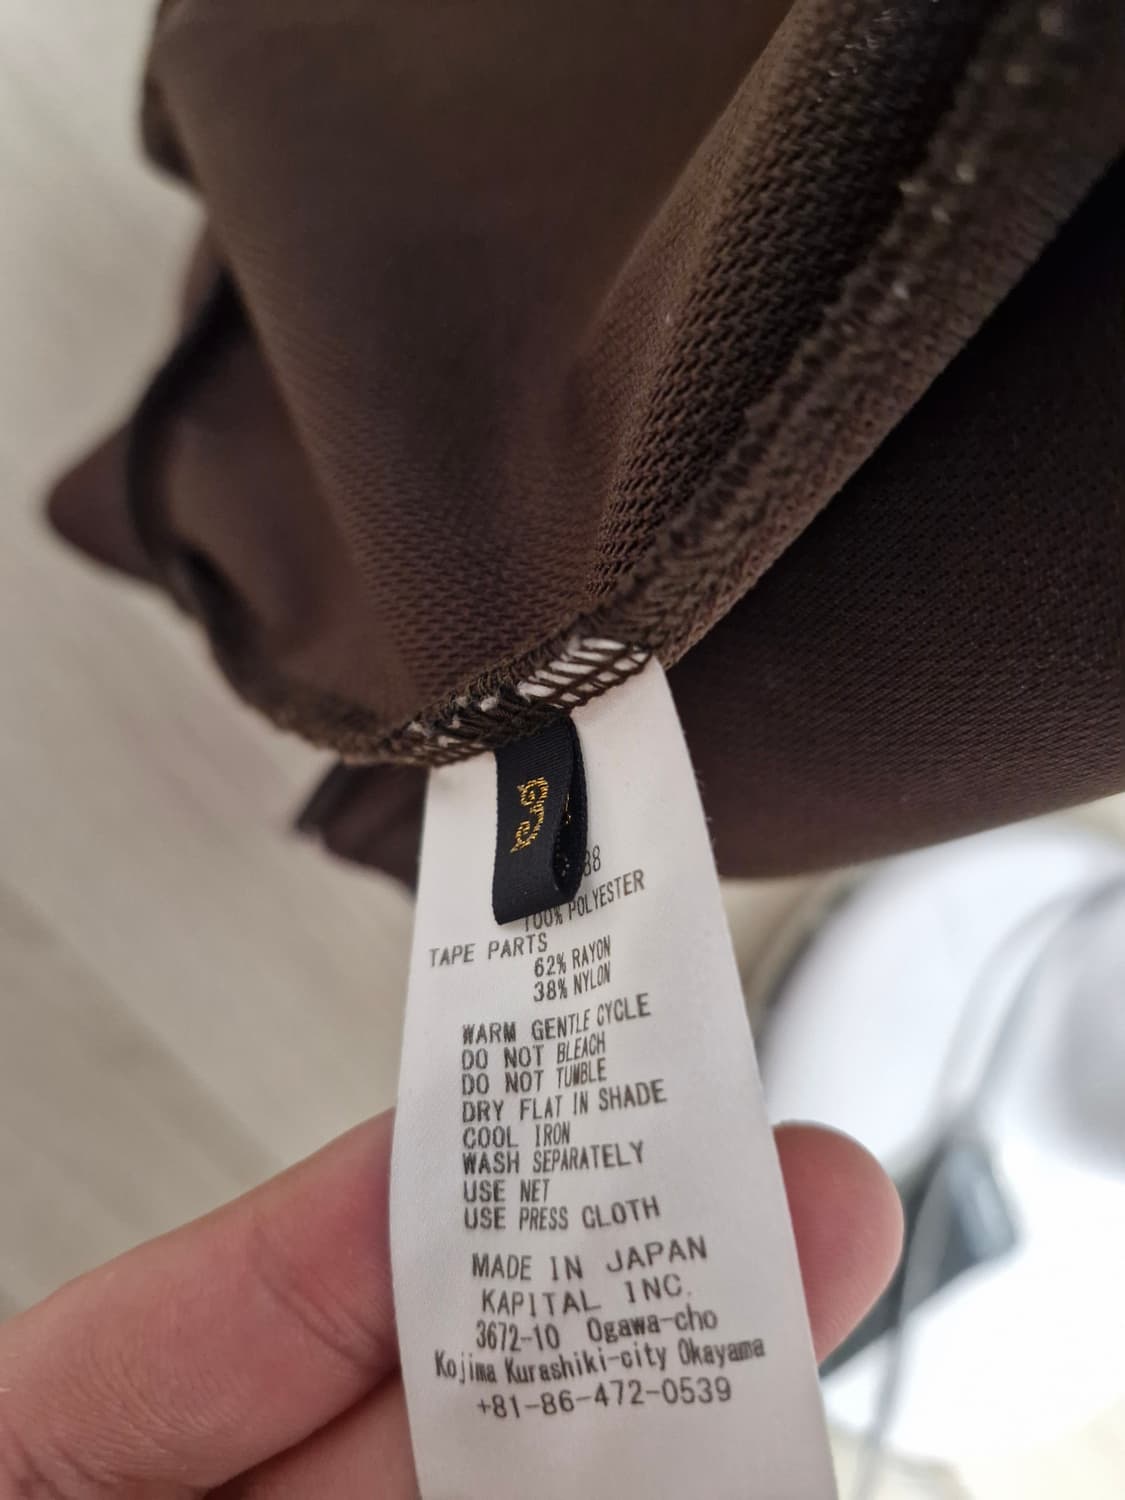 88
100% POLYESTER
TAPE PARTS
62% RAYON
38% NYLON
WARM GENTLE CYCLE
DO NOT BLEACH
DO NOT TUMBLE
DRY FLAT IN SHADE
COOL IRON
WASH SEPARATELY
USE NET
USE PRESS CLOTH
MADE IN JAPAN
KAPITAL INC.
3672-10 Ogawa-cho
Kojima Kurashiki-city Okayama
+81-86-472-0539